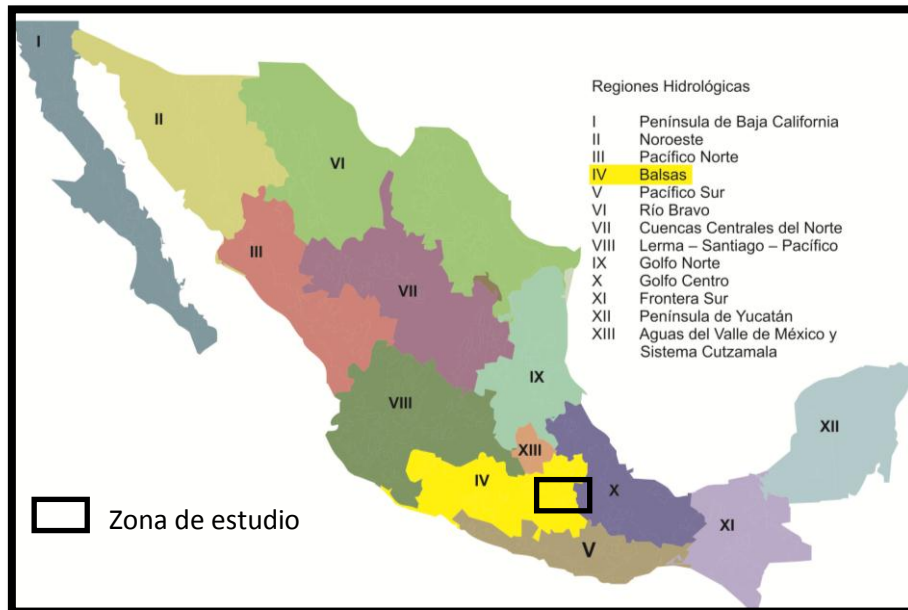 I
II
VI
III
VII
IX
VIII
XIII
IV
X
V
XI
XII
Regiones Hidrológicas
I Península de Baja California
II Noroeste
III Pacífico Norte
IV Balsas
V Pacífico Sur
VI Río Bravo
VII Cuencas Centrales del Norte
VIII Lerma – Santiago – Pacífico
IX Golfo Norte
X Golfo Centro
XI Frontera Sur
XII Península de Yucatán
XIII Aguas del Valle de México y
Sistema Cutzamala
Zona de estudio